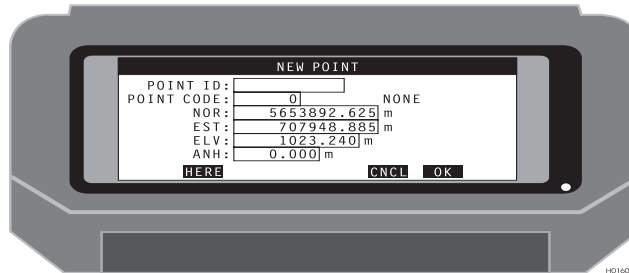 NEW POINT
POINT ID:
POINT CODE: 0 NONE
NOR: 5653892.625 m
EST: 707948.885 m
ELV: 1023.240 m
ANH: 0.000 m
HERE CNCL OK
H0160